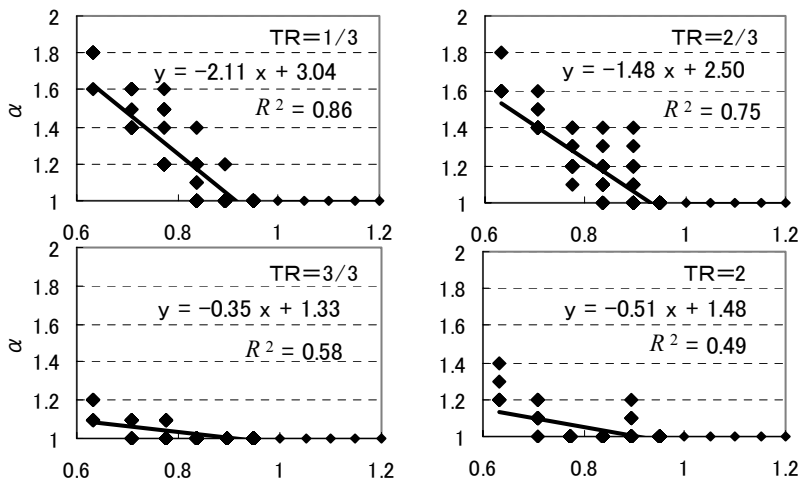 2
1.8
1.6
1.4
1.2
1
α
TR=1/3
y = −2.11 x + 3.04
R² = 0.86
0.6 0.8 1 1.2
2
1.8
1.6
1.4
1.2
1
TR=2/3
y = −1.48 x + 2.50
R² = 0.75
0.6 0.8 1 1.2
2
1.8
1.6
1.4
1.2
1
α
TR=3/3
y = −0.35 x + 1.33
R² = 0.58
0.6 0.8 1 1.2
2
1.8
1.6
1.4
1.2
1
TR=2
y = −0.51 x + 1.48
R² = 0.49
0.6 0.8 1 1.2